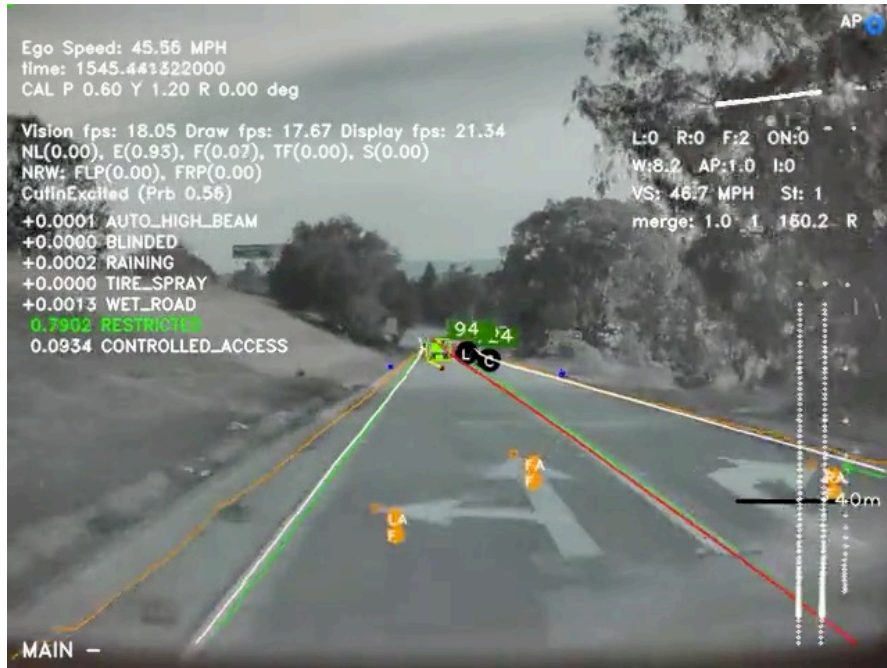 AP
Ego Speed: 45.56 MPH
time: 1545.441322000
CAL P 0.60 Y 1.20 R 0.00 deg
Vision fps: 18.05 Draw fps: 17.67 Display fps: 21.34
NL(0.00), E(0.93), F(0.07), TF(0.00), S(0.00)
NRW: FLP(0.00), FRP(0.00)
CutinExcited (Prb 0.56)
+0.0001 AUTO_HIGH_BEAM
+0.0000 BLINDED
+0.0002 RAINING
+0.0000 TIRE_SPRAY
+0.0013 WET_ROAD
0.7902 RESTRICTED
0.0934 CONTROLLED_ACCESS
L:0 R:0 F:2 ON:0
W:8.2 AP:1.0 I:0
VS: 46.7 MPH St: 1
merge: 1.0 1 160.2 R
94
24
L
C
FA
F
RA
LA
F
40m
MAIN -